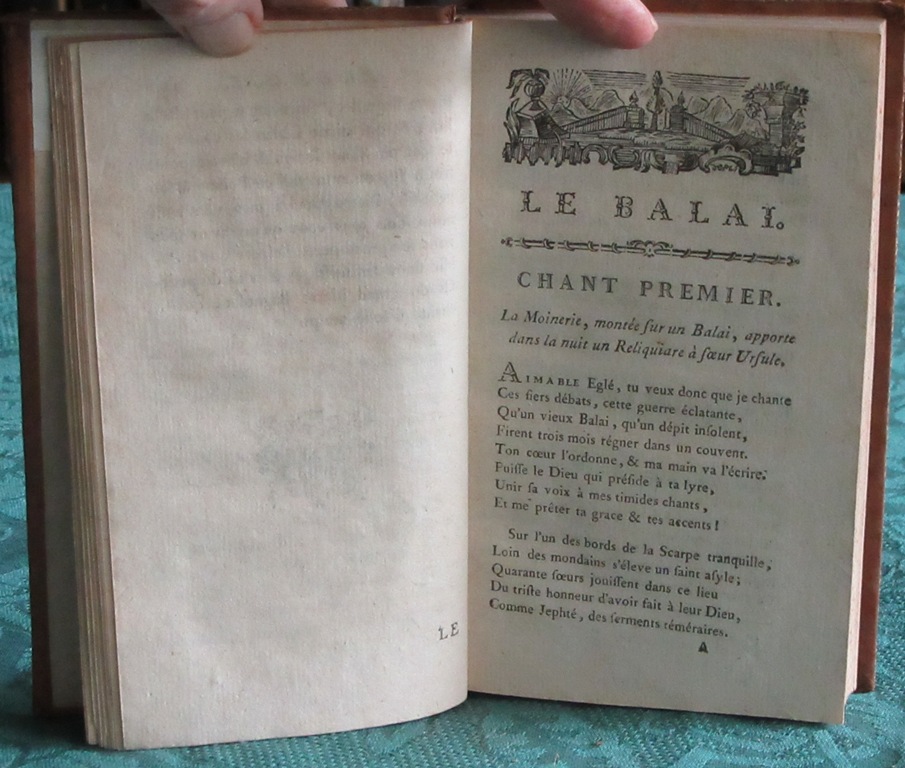 LE
LE BALAI.
CHANT PREMIER.
La Moinerie, montée ſur un Balai, apporte
dans la nuit un Reliquiare à ſœur Urſule.
AIMABLE Eglé, tu veux donc que je chante
Ces fiers débats, cette guerre éclatante,
Qu'un vieux Balai, qu'un dépit inſolent,
Firent trois mois régner dans un couvent.
Ton cœur l'ordonne, & ma main va l'écrire:
Puiſſe le Dieu qui préſide à ta lyre,
Unir ſa voix à mes timides chants,
Et me prêter ta grace & tes accents!
Sur l'un des bords de la Scarpe tranquille,
Loin des mondains s'éleve un ſaint aſyle;
Quarante ſœurs jouiſſent dans ce lieu
Du triſte honneur d'avoir fait à leur Dieu,
Comme Jephté, des ſerments téméraires.
A